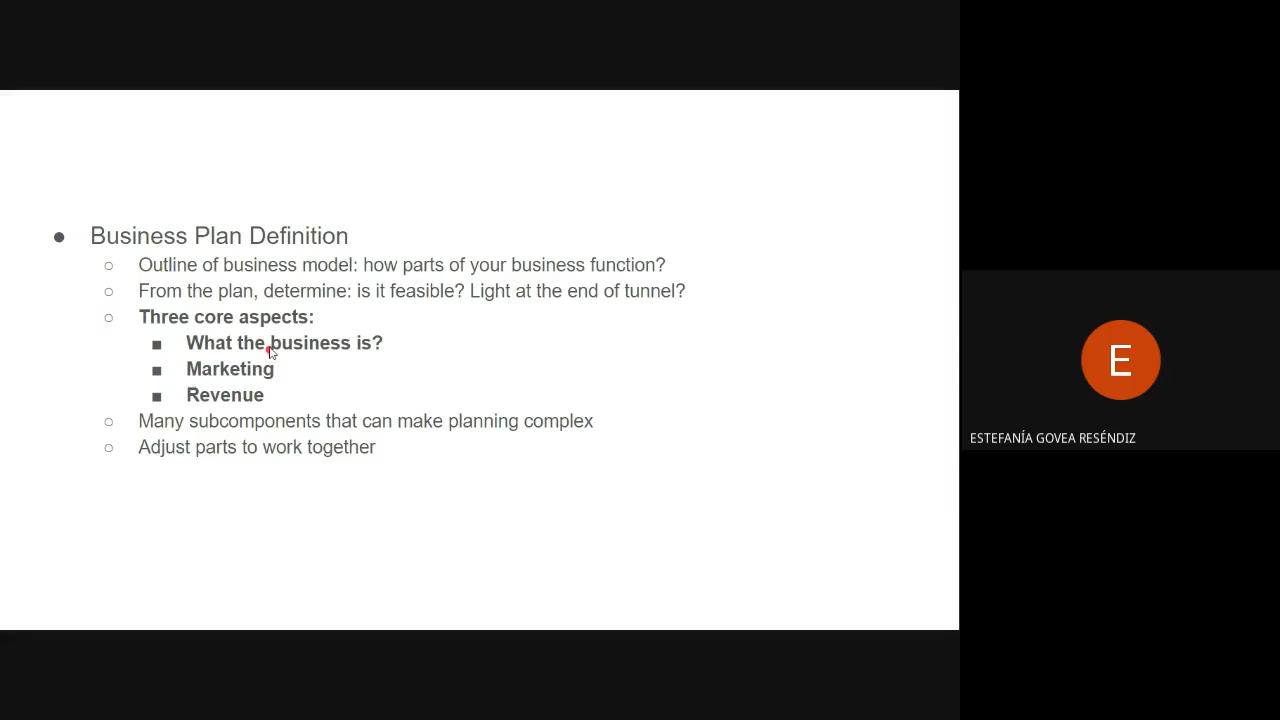 ● Business Plan Definition
○ Outline of business model: how parts of your business function?
○ From the plan, determine: is it feasible? Light at the end of tunnel?
○ Three core aspects:
■ What the business is?
■ Marketing
■ Revenue
○ Many subcomponents that can make planning complex
○ Adjust parts to work together
E
ESTEFANÍA GOVEA RESÉNDIZ